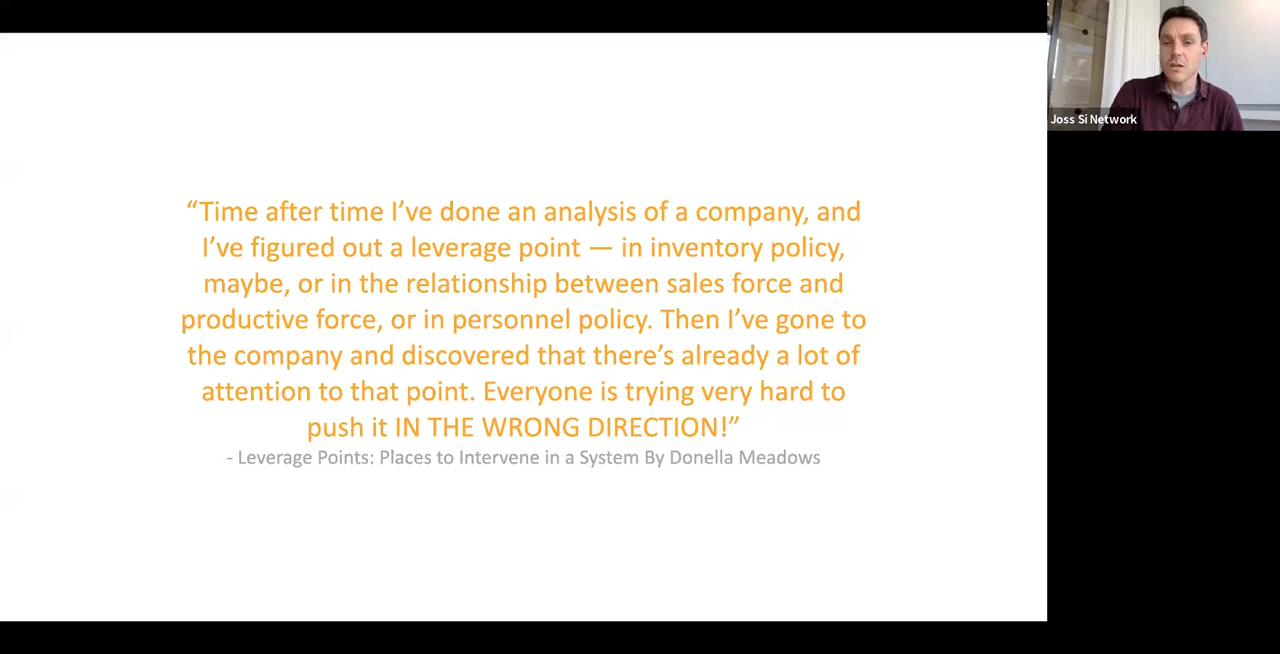 “Time after time I’ve done an analysis of a company, and
I’ve figured out a leverage point — in inventory policy,
maybe, or in the relationship between sales force and
productive force, or in personnel policy. Then I’ve gone to
the company and discovered that there’s already a lot of
attention to that point. Everyone is trying very hard to
push it IN THE WRONG DIRECTION!”
- Leverage Points: Places to Intervene in a System By Donella Meadows
Joss Si Network